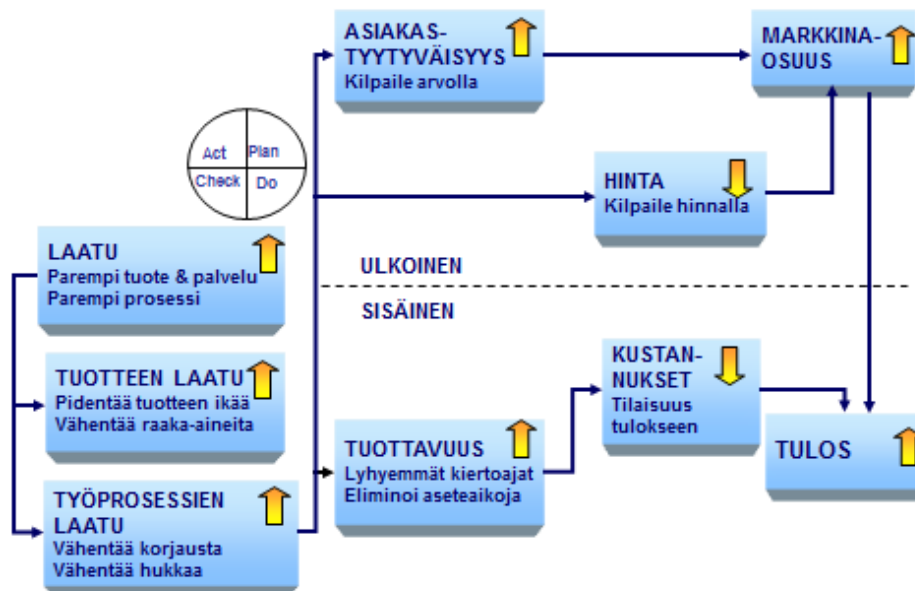 ASIAKAS-
TYYTYVÄISYYS
Kilpaile arvolla
MARKKINA-
OSUUS
Act
Plan
Check
Do
HINTA
Kilpaile hinnalla
LAATU
Parempi tuote & palvelu
Parempi prosessi
ULKOINEN
SISÄINEN
TUOTTEEN LAATU
Pidentää tuotteen ikää
Vähentää raaka-aineita
KUSTAN-
NUKSET
Tilaisuus
tulokseen
TUOTTAVUUS
Lyhyemmät kiertoajat
Eliminoi aseteaikoja
TULOS
TYÖPROSESSIEN
LAATU
Vähentää korjausta
Vähentää hukkaa